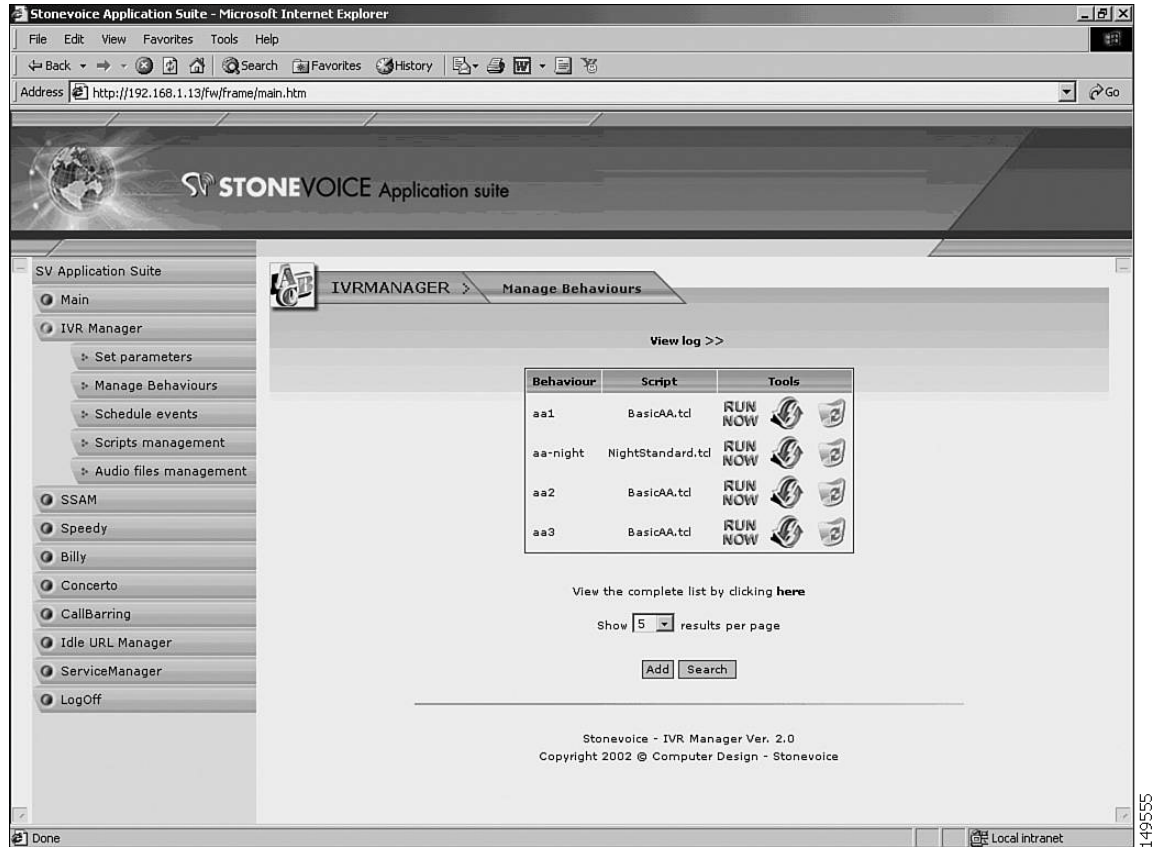 Stonevoice Application Suite - Microsoft Internet Explorer
File Edit View Favorites Tools Help
Back Search Favorites History
Address http://192.168.1.13/fw/frame/main.htm Go
SV STONEVOICE Application suite
SV Application Suite
Main
IVR Manager
Set parameters
Manage Behaviours
Schedule events
Scripts management
Audio files management
SSAM
Speedy
Billy
Concerto
CallBarring
Idle URL Manager
ServiceManager
LogOff
IVRMANAGER > Manage Behaviours
View log >>
Behaviour Script Tools
aa1 BasicAA.tcl RUN NOW
aa-night NightStandard.tcl RUN NOW
aa2 BasicAA.tcl RUN NOW
aa3 BasicAA.tcl RUN NOW
View the complete list by clicking here
Show 5 results per page
Add Search
Stonevoice - IVR Manager Ver. 2.0
Copyright 2002 © Computer Design - Stonevoice
Done Local intranet
149555